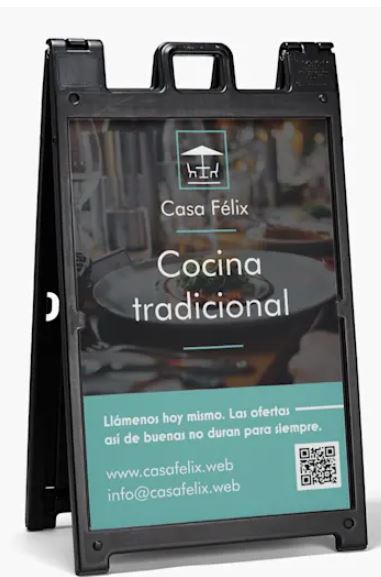 Casa Félix
Cocina
tradicional
Llámenos hoy mismo. Las ofertas
así de buenas no duran para siempre.
www.casafelix.web
info@casafelix.web